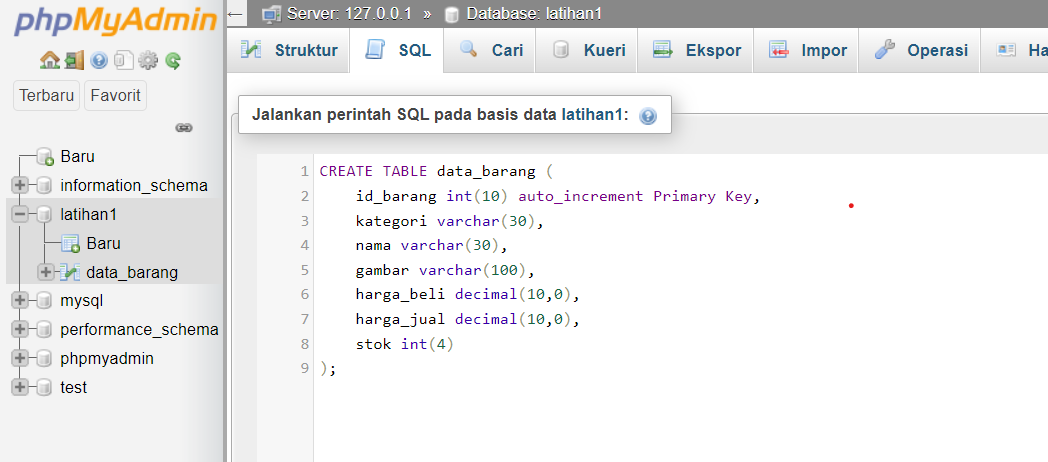 phpMyAdmin
Terbaru Favorit
Baru
information_schema
latihan1
Baru
data_barang
mysql
performance_schema
phpmyadmin
test
← Server: 127.0.0.1 » Database: latihan1
Struktur SQL Cari Kueri Ekspor Impor Operasi Ha
Jalankan perintah SQL pada basis data latihan1:
1 CREATE TABLE data_barang (
2 id_barang int(10) auto_increment Primary Key,
3 kategori varchar(30),
4 nama varchar(30),
5 gambar varchar(100),
6 harga_beli decimal(10,0),
7 harga_jual decimal(10,0),
8 stok int(4)
9 );